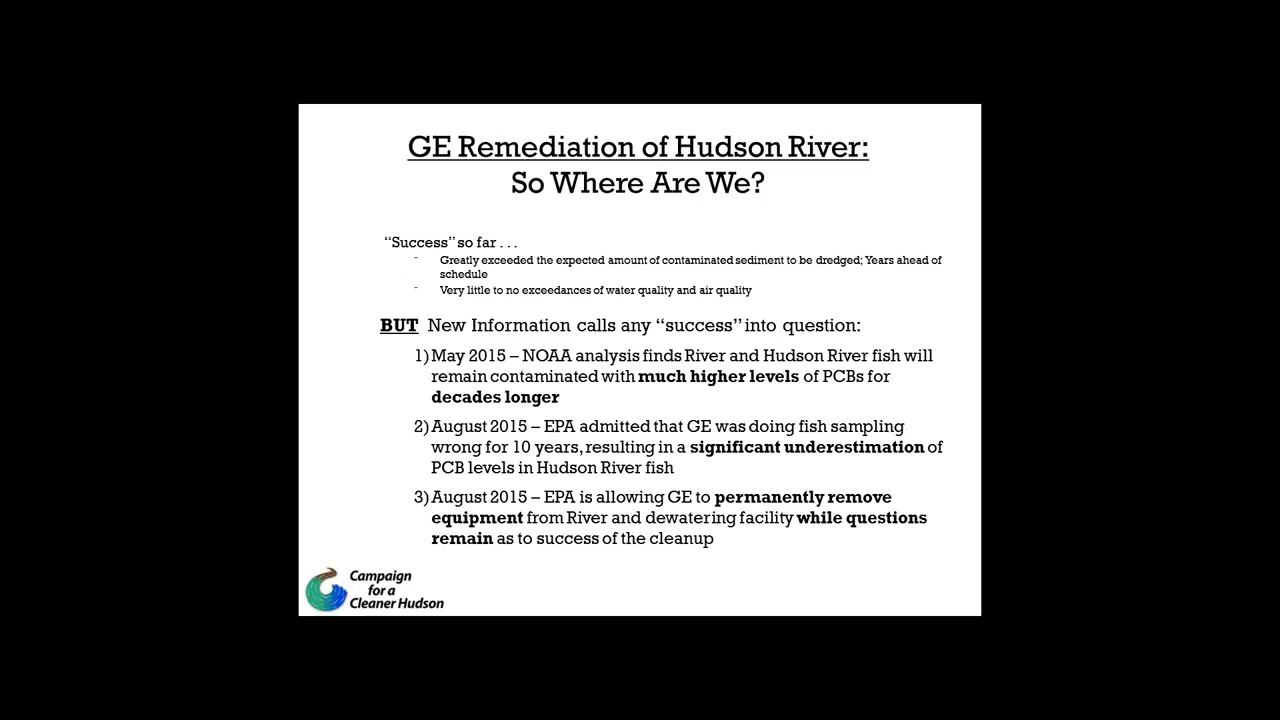 GE Remediation of Hudson River:
So Where Are We?
“Success” so far . . .
- Greatly exceeded the expected amount of contaminated sediment to be dredged; Years ahead of
schedule
- Very little to no exceedances of water quality and air quality
BUT New Information calls any “success” into question:
1) May 2015 – NOAA analysis finds River and Hudson River fish will
remain contaminated with much higher levels of PCBs for
decades longer
2) August 2015 – EPA admitted that GE was doing fish sampling
wrong for 10 years, resulting in a significant underestimation of
PCB levels in Hudson River fish
3) August 2015 – EPA is allowing GE to permanently remove
equipment from River and dewatering facility while questions
remain as to success of the cleanup
Campaign
for a
Cleaner Hudson